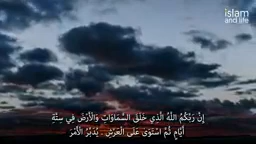 islam
and life
إِنَّ رَبَّكُمُ اللَّهُ الَّذِي خَلَقَ السَّمَاوَاتِ وَالْأَرْضَ فِي سِتَّةِ
أَيَّامٍ ثُمَّ اسْتَوَىٰ عَلَى الْعَرْشِ ۖ يُدَبِّرُ الْأَمْرَ